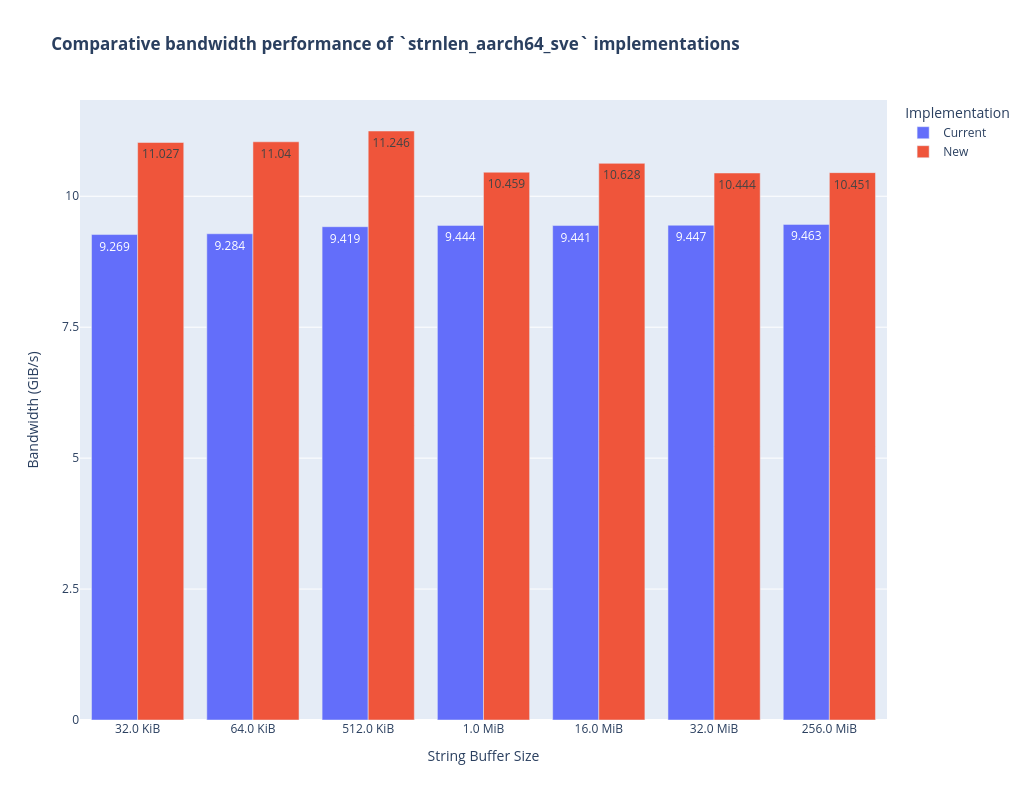 Comparative bandwidth performance of `strnlen_aarch64_sve` implementations
Implementation
Current
New
Bandwidth (GiB/s)
10
7.5
5
2.5
0
9.269
11.027
9.284
11.04
9.419
11.246
9.444
10.459
9.441
10.628
9.447
10.444
9.463
10.451
32.0 KiB
64.0 KiB
512.0 KiB
1.0 MiB
16.0 MiB
32.0 MiB
256.0 MiB
String Buffer Size